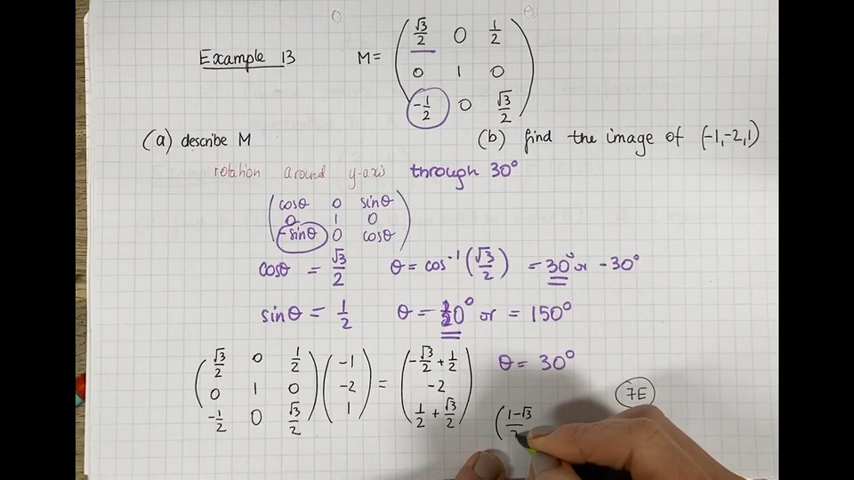 Example 13 M = (√3/2 0 1/2
0 1 0
-1/2 0 √3/2)
(a) describe M (b) find the image of (-1,-2,1)
rotation around y-axis through 30°
(cosθ 0 sinθ
0 1 0
-sinθ 0 cosθ)
cosθ = √3/2 θ = cos⁻¹(√3/2) = 30° or -30°
sinθ = 1/2 θ = 0° or = 150°
(√3/2 0 1/2) (-1) = (-√3/2 + 1/2) θ = 30°
(0 1 0) (-2) (-2) 7E
(-1/2 0 √3/2) (1) (1/2 + √3/2) (1-√3